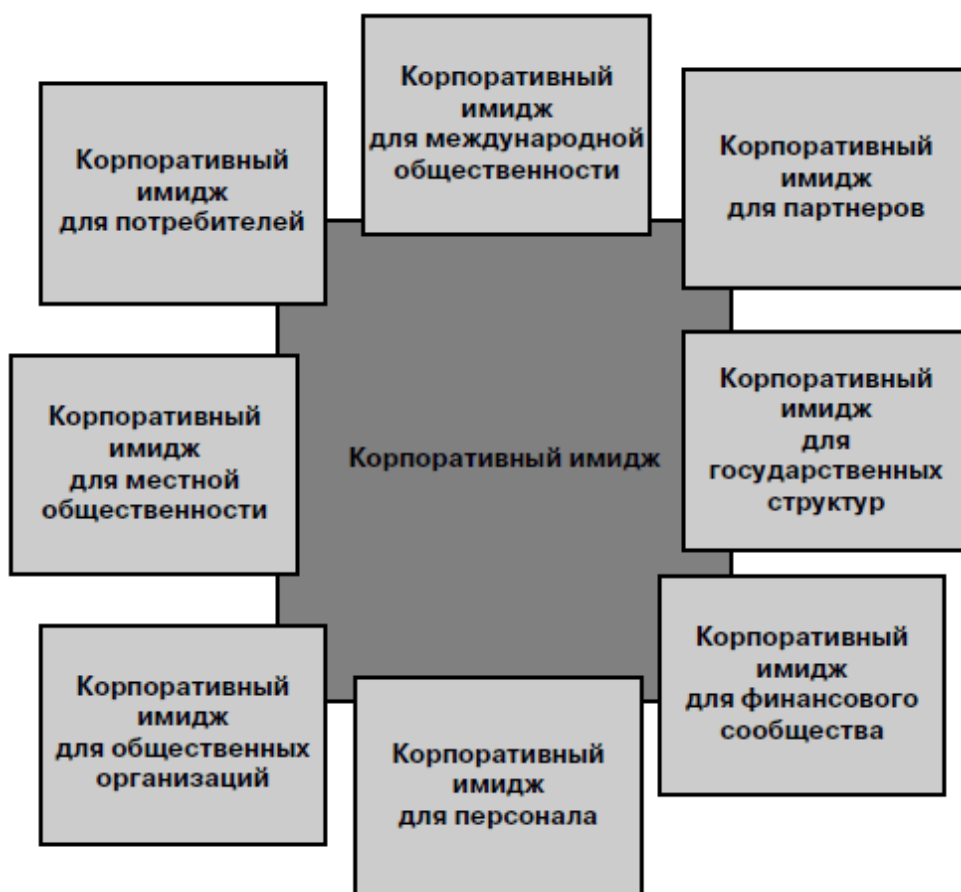 Корпоративный
имидж
для международной
общественности
Корпоративный
имидж
для потребителей
Корпоративный
имидж
для партнеров
Корпоративный
имидж
для местной
общественности
Корпоративный имидж
Корпоративный
имидж
для
государственных
структур
Корпоративный
имидж
для общественных
организаций
Корпоративный
имидж
для персонала
Корпоративный
имидж
для финансового
сообщества